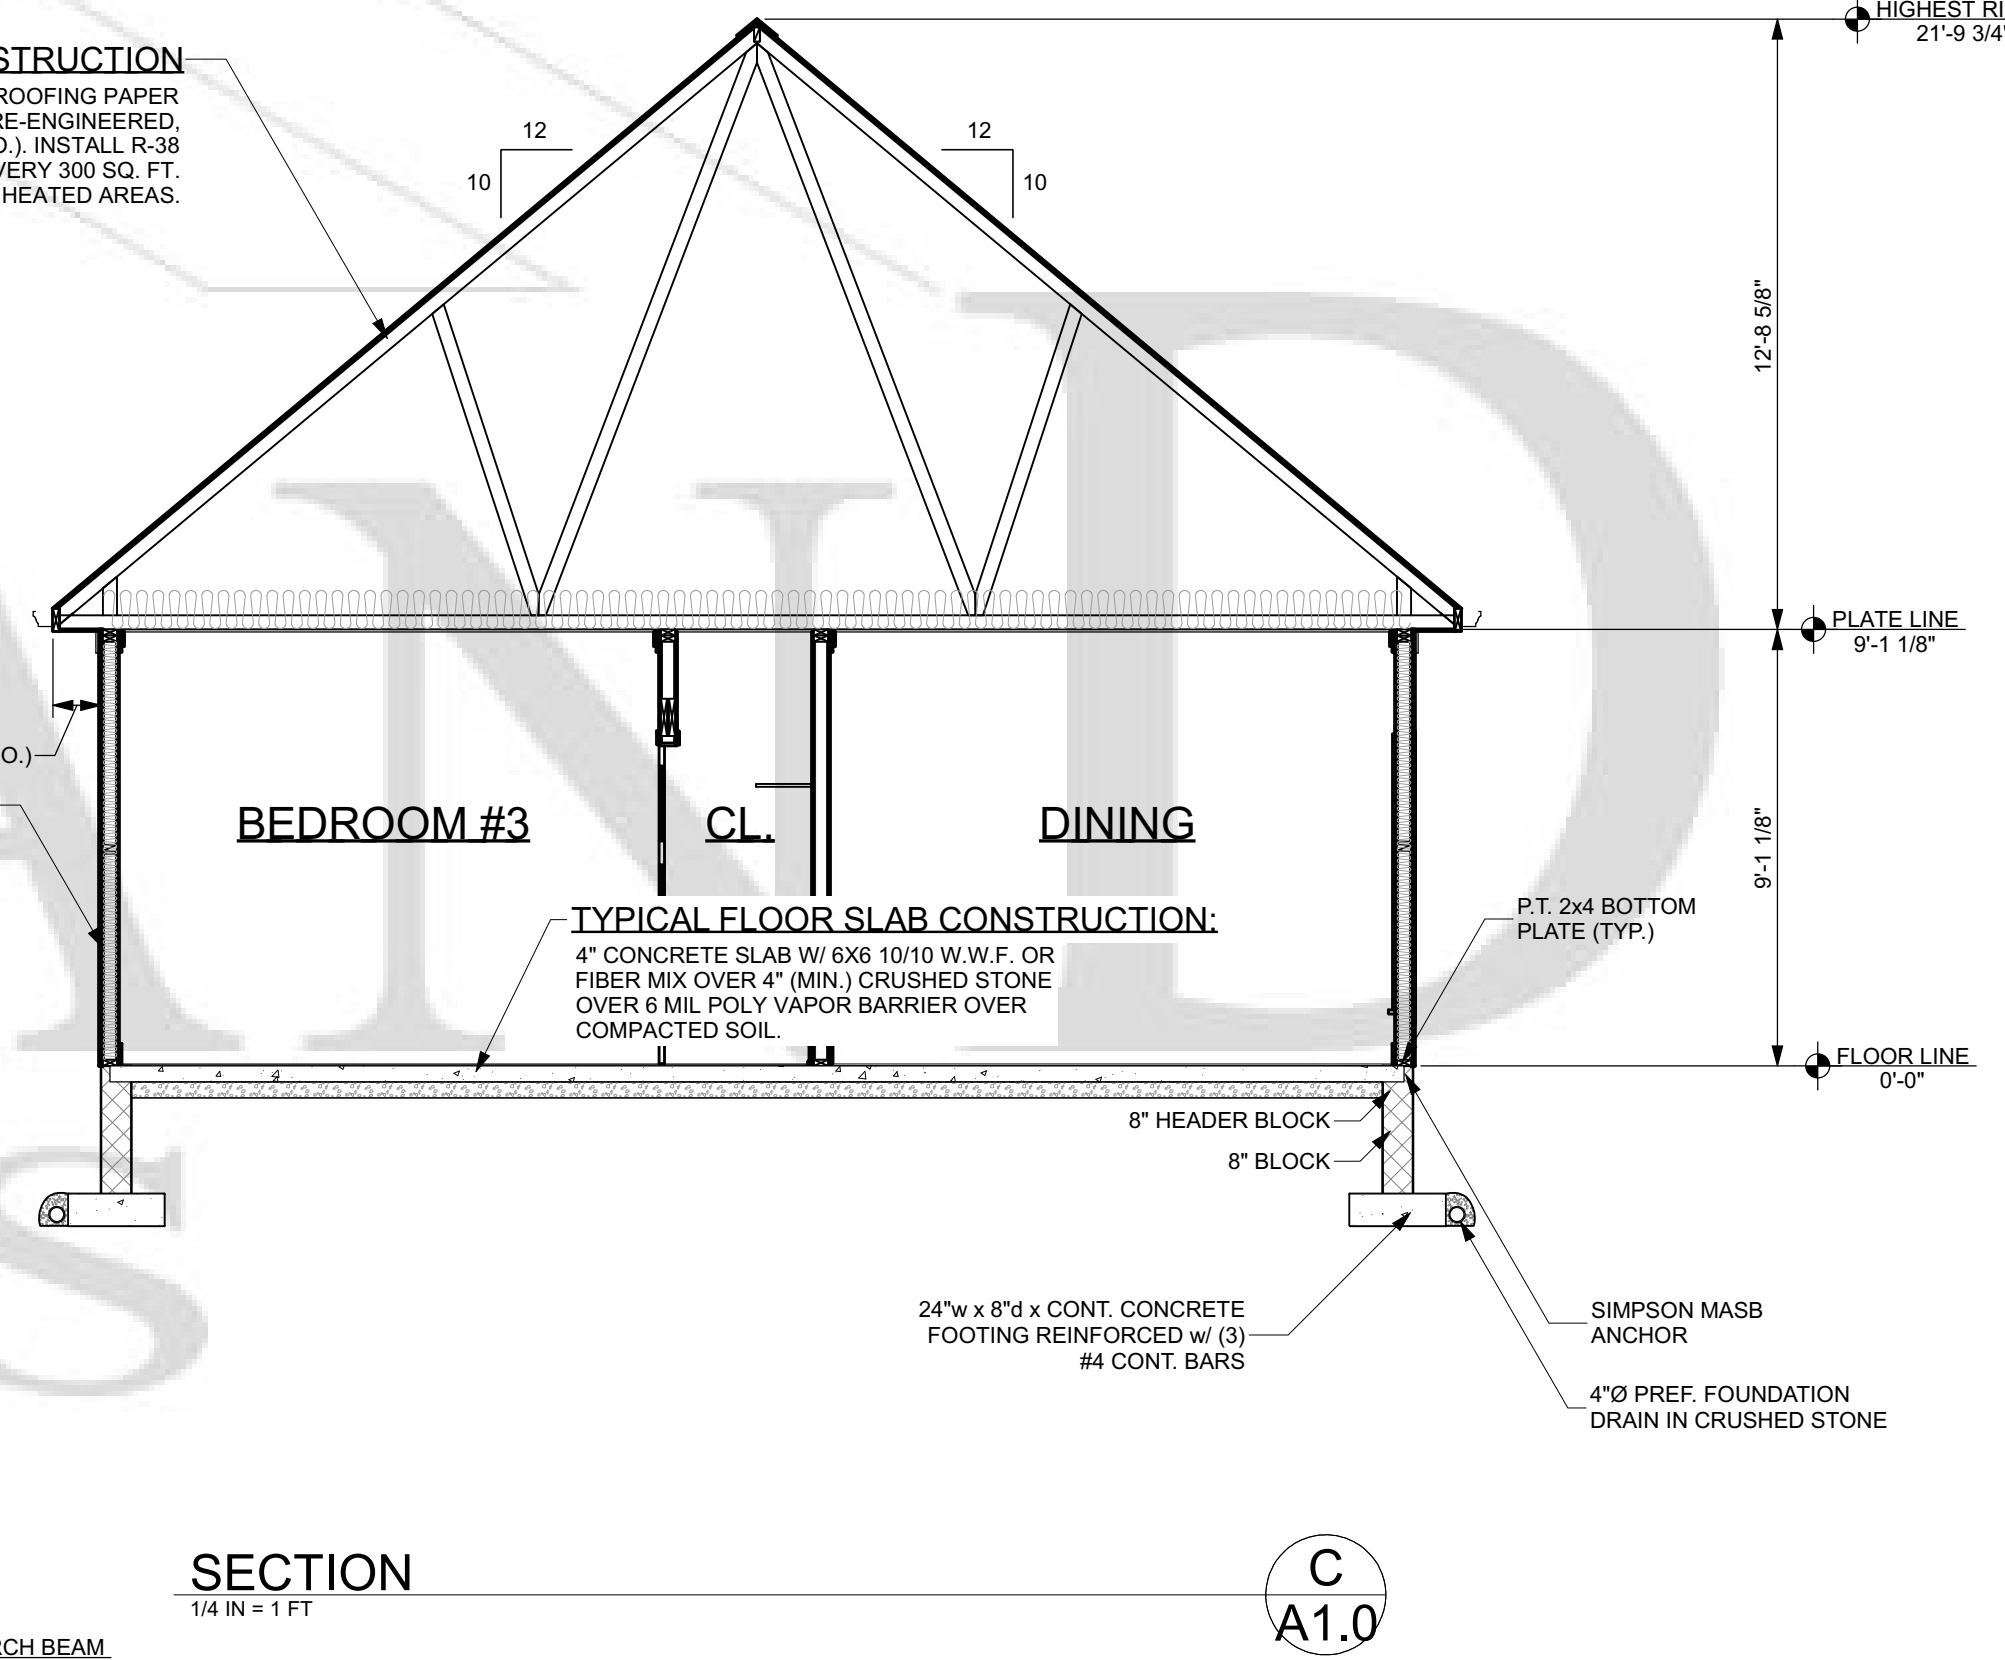 HIGHEST
21'-9 3/4"
STRUCTION
ROOFING PAPER
RE-ENGINEERED,
O.). INSTALL R-38
VERY 300 SQ. FT.
HEATED AREAS.
12
10
12
10
12'-8 5/8"
PLATE LINE
9'-1 1/8"
O.)
BEDROOM #3
CL.
DINING
9'-1 1/8"
TYPICAL FLOOR SLAB CONSTRUCTION:
4" CONCRETE SLAB W/ 6X6 10/10 W.W.F. OR
FIBER MIX OVER 4" (MIN.) CRUSHED STONE
OVER 6 MIL POLY VAPOR BARRIER OVER
COMPACTED SOIL.
P.T. 2x4 BOTTOM
PLATE (TYP.)
FLOOR LINE
0'-0"
8" HEADER BLOCK
8" BLOCK
24"w x 8"d x CONT. CONCRETE
FOOTING REINFORCED w/ (3)
#4 CONT. BARS
SIMPSON MASB
ANCHOR
4"Ø PREF. FOUNDATION
DRAIN IN CRUSHED STONE
SECTION
1/4 IN = 1 FT
C
A1.0
RCH BEAM